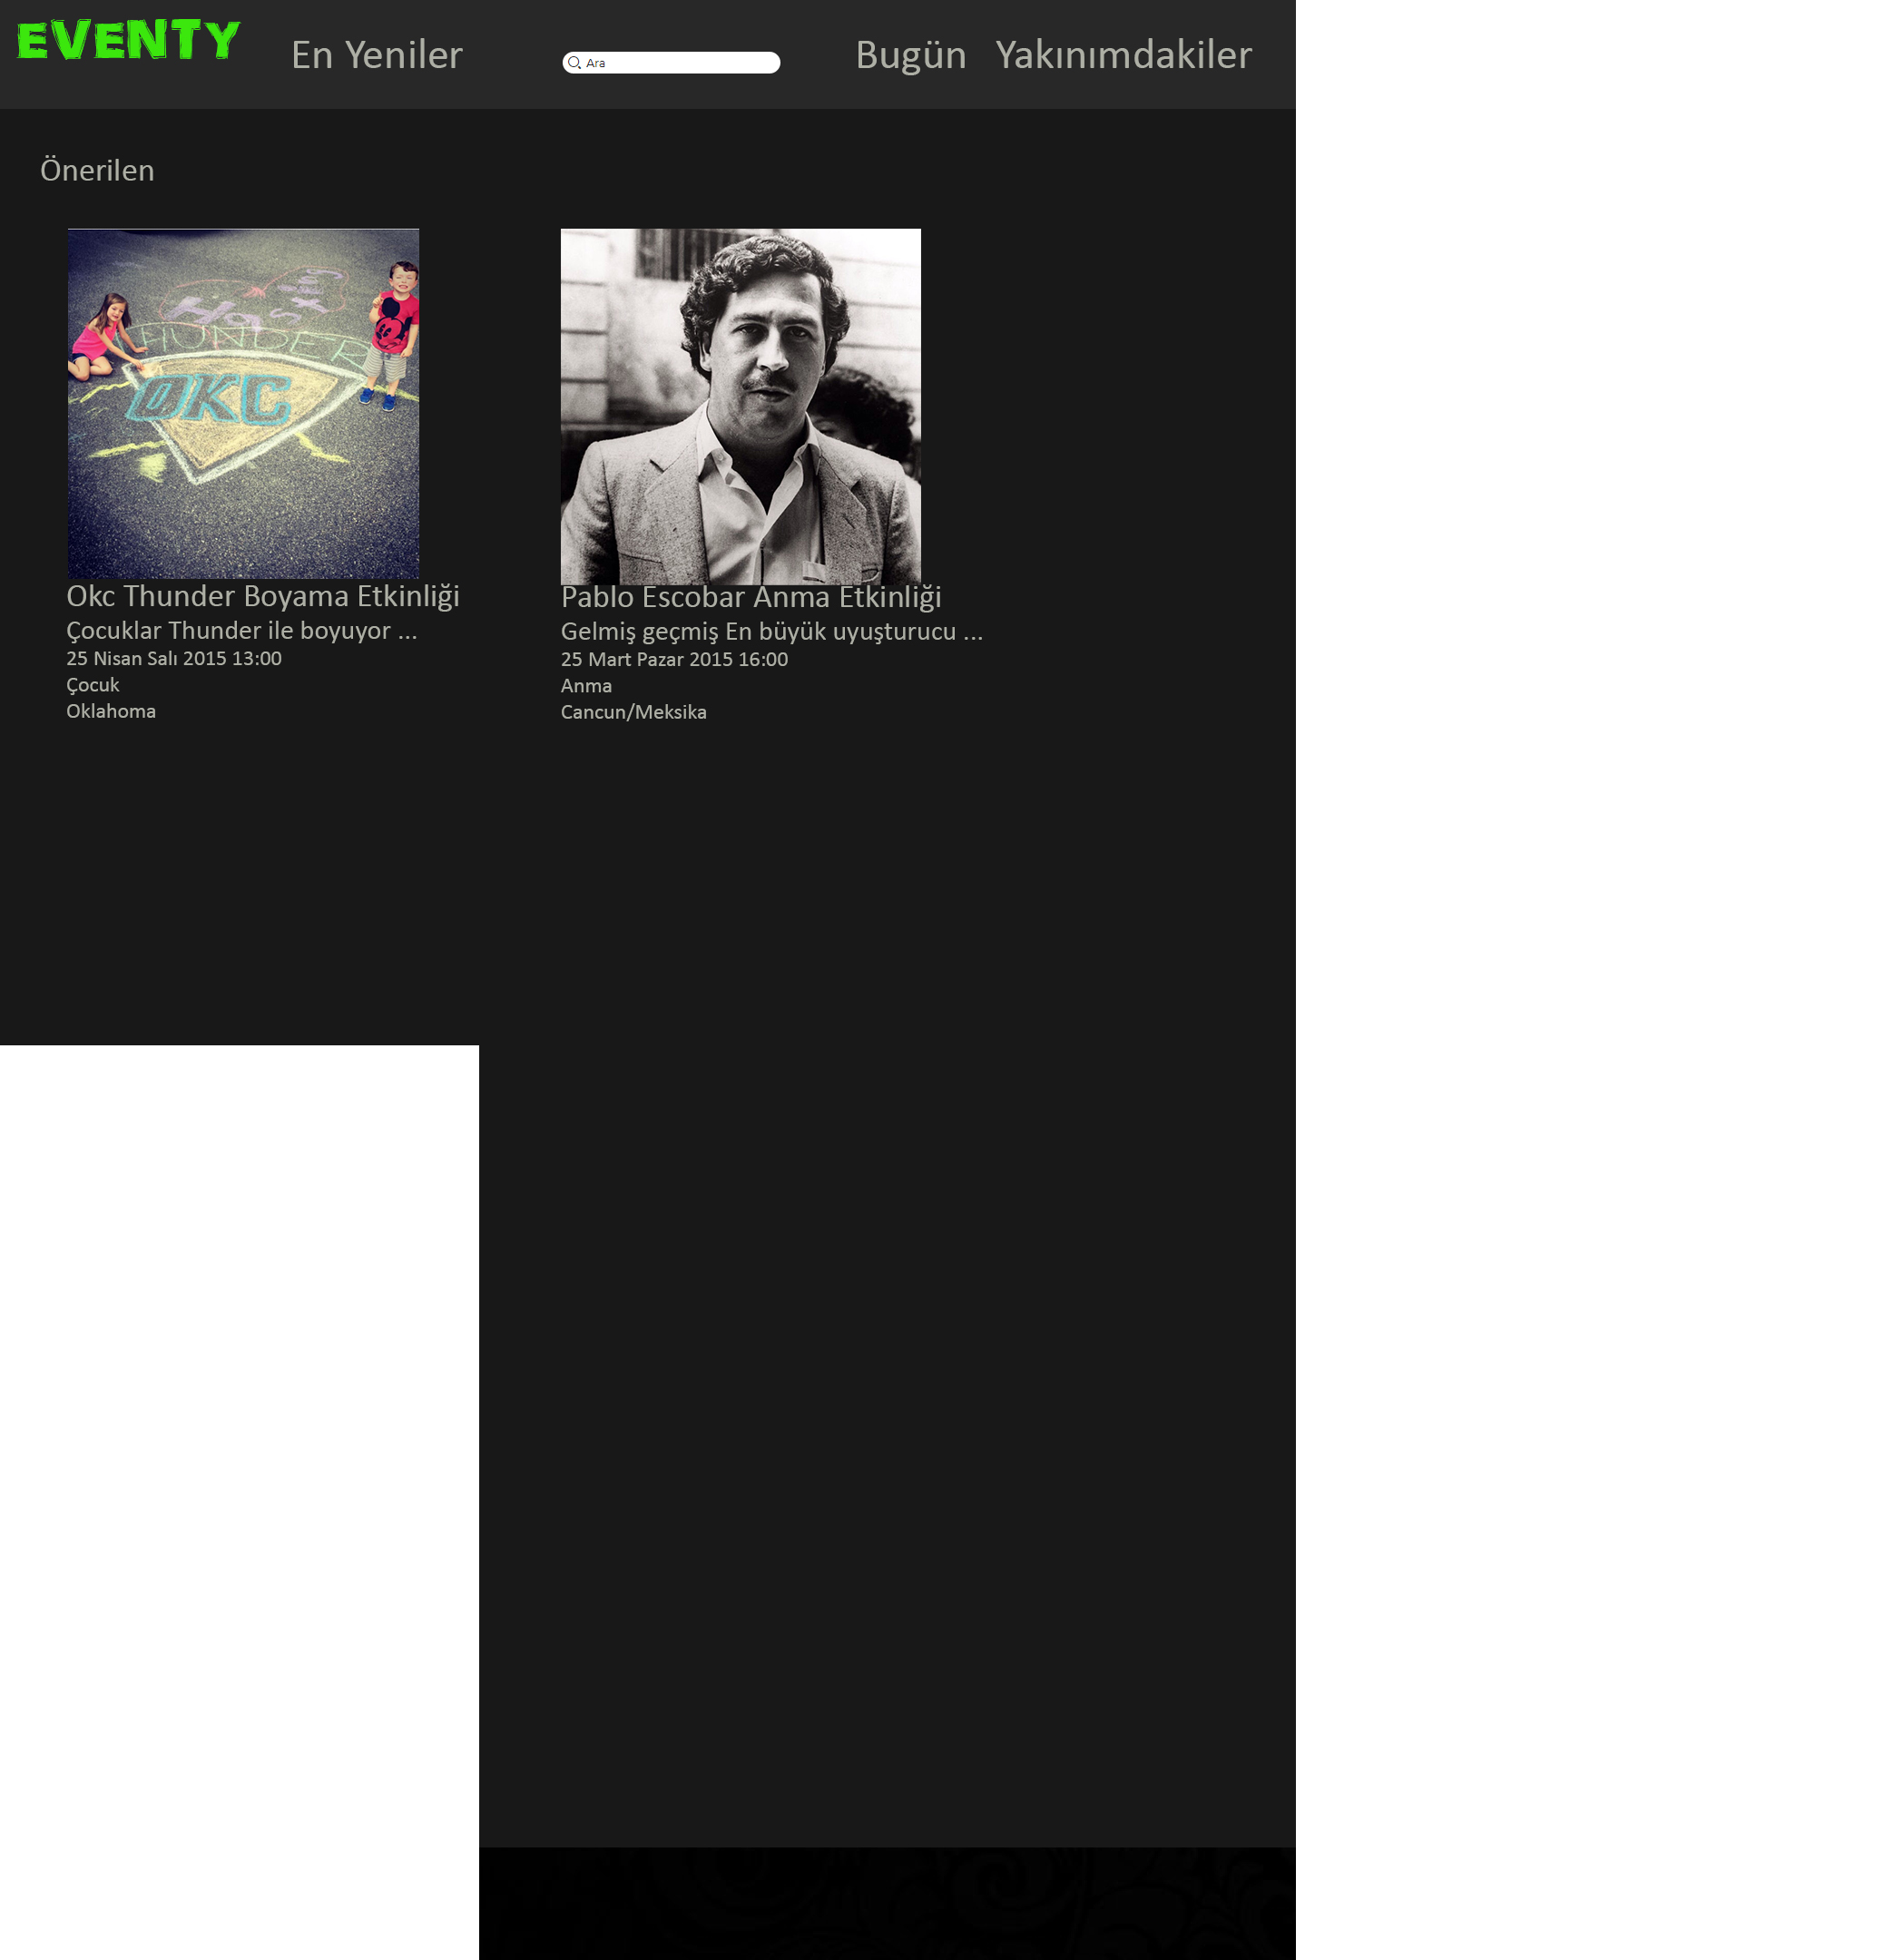 EVENTY
En Yeniler
Ara
Bugün
Yakınımdakiler
Önerilen
THUNDER
OKC
Okc Thunder Boyama Etkinliği
Çocuklar Thunder ile boyuyor ...
25 Nisan Salı 2015 13:00
Çocuk
Oklahoma
Pablo Escobar Anma Etkinliği
Gelmiş geçmiş En büyük uyuşturucu ...
25 Mart Pazar 2015 16:00
Anma
Cancun/Meksika